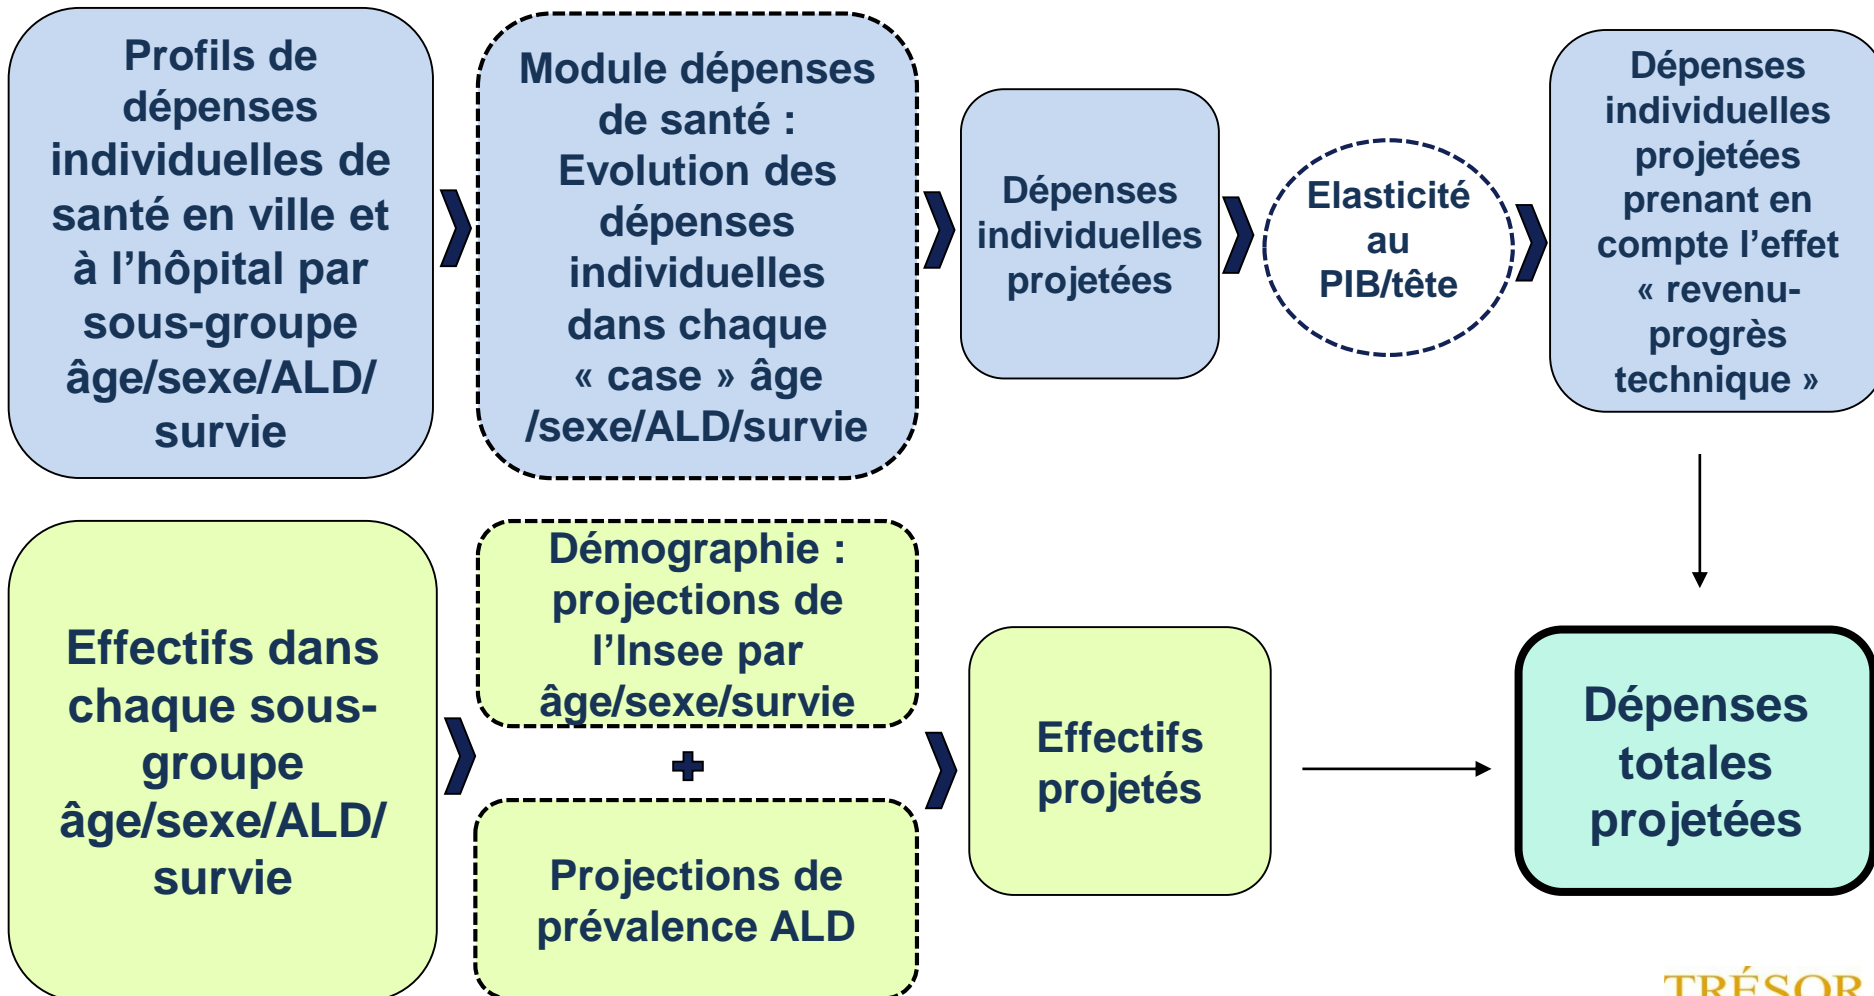 Profils de
dépenses
individuelles de
santé en ville et
à l’hôpital par
sous-groupe
âge/sexe/ALD/
survie
Module dépenses
de santé :
Evolution des
dépenses
individuelles
dans chaque
« case » âge
/sexe/ALD/survie
Dépenses
individuelles
projetées
Elasticité
au
PIB/tête
Dépenses
individuelles
projetées
prenant en
compte l’effet
« revenu-
progrès
technique »
Effectifs dans
chaque sous-
groupe
âge/sexe/ALD/
survie
Démographie :
projections de
l’Insee par
âge/sexe/survie
Projections de
prévalence ALD
Effectifs
projetés
Dépenses
totales
projetées
TRÉSOR